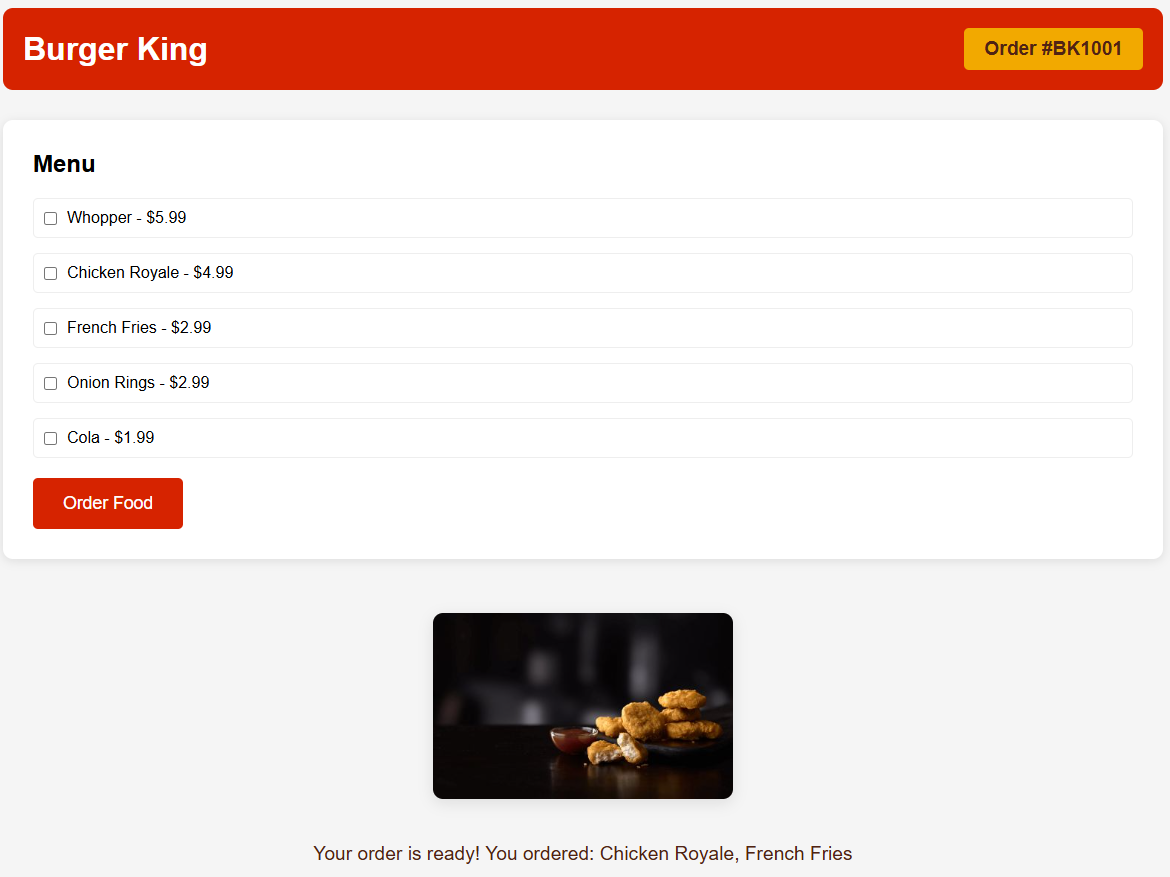 Burger King
Order #BK1001
Menu
Whopper - $5.99
Chicken Royale - $4.99
French Fries - $2.99
Onion Rings - $2.99
Cola - $1.99
Order Food
Your order is ready! You ordered: Chicken Royale, French Fries